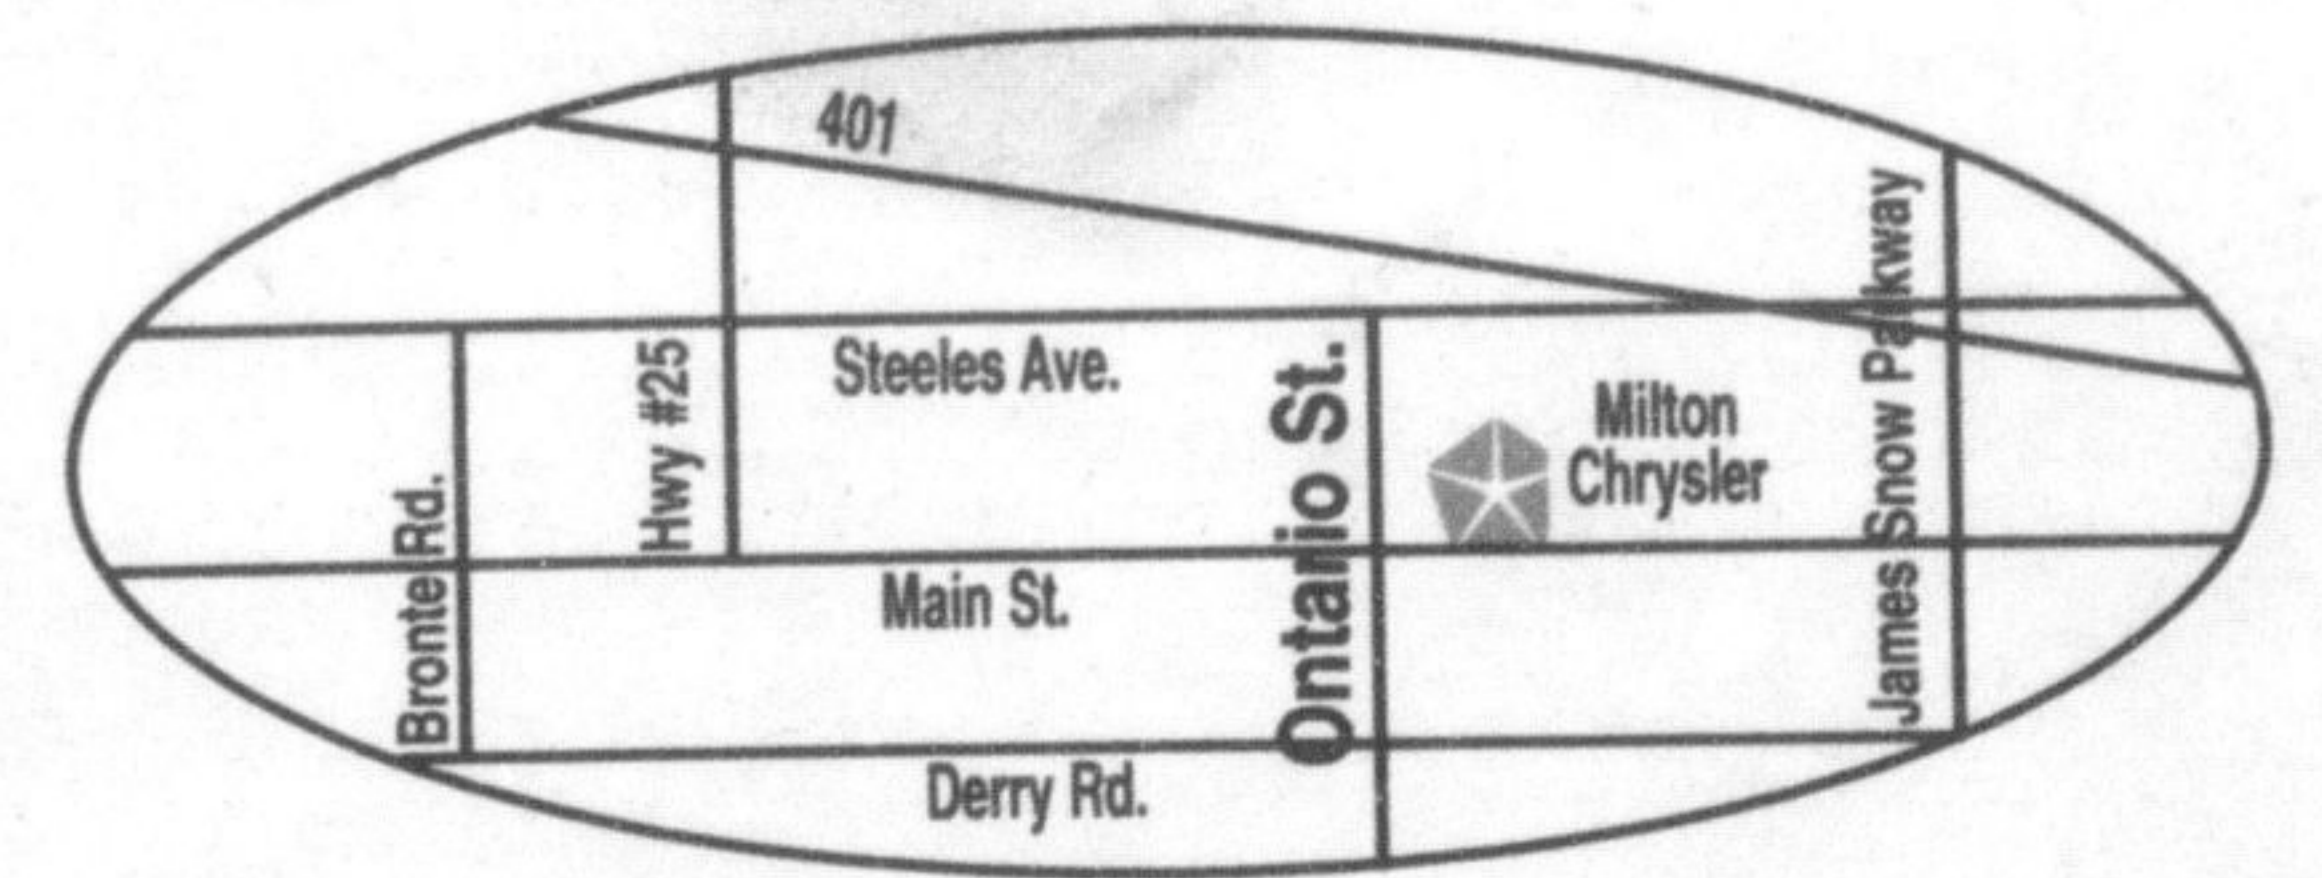 401
Steeles Ave.
Hwy #25
Ontario St.
Milton
Chrysler
James Snow Parkway
Bronte Rd.
Main St.
Derry Rd.